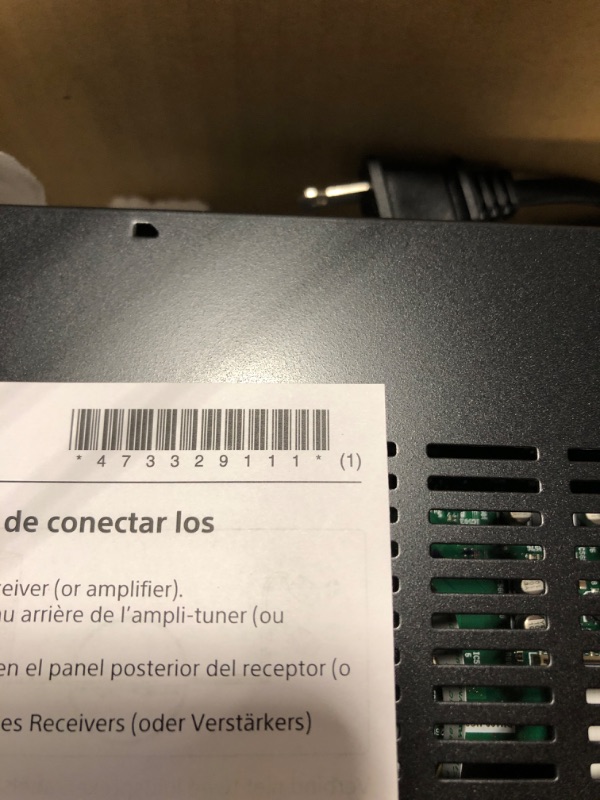 *473329111* (1)
de conectar los
eiver (or amplifier).
u arrière de l'ampli-tuner (ou
en el panel posterior del receptor (o
es Receivers (oder Verstärkers)